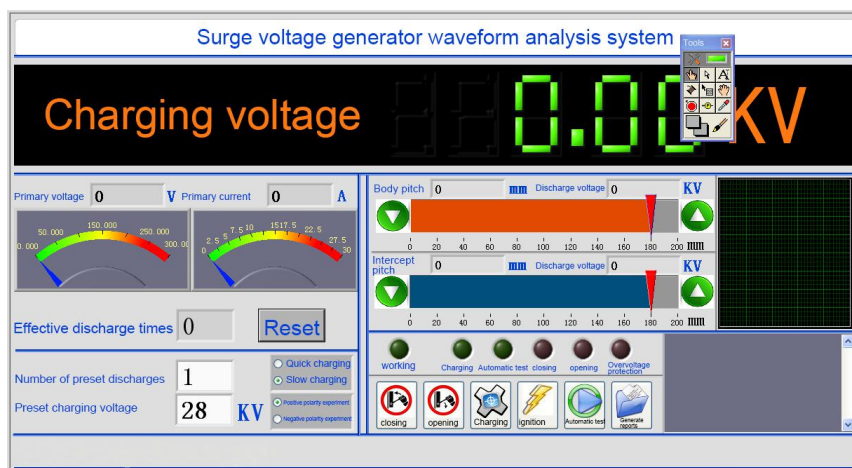 Surge voltage generator waveform analysis system
Tools
Charging voltage 0.00 KV
Primary voltage 0 V Primary current 0 A
0.000 50.000 150.000 250.000 300.00
0 2.5 5 7.5 10 15 17.5 22.5 27.5 30
Body pitch 0 mm Discharge voltage 0 KV
0 20 40 60 80 100 120 140 160 180 200 mm
Intercept pitch 0 mm Discharge voltage 0 KV
0 20 40 60 80 100 120 140 160 180 200 mm
Effective discharge times 0 Reset
Number of preset discharges 1
Quick charging
Slow charging
Preset charging voltage 28 KV
Positive polarity experiment
Negative polarity experiment
working Charging Automatic test closing opening Overvoltage protection
closing opening Charging ignition Automatic test Generate reports